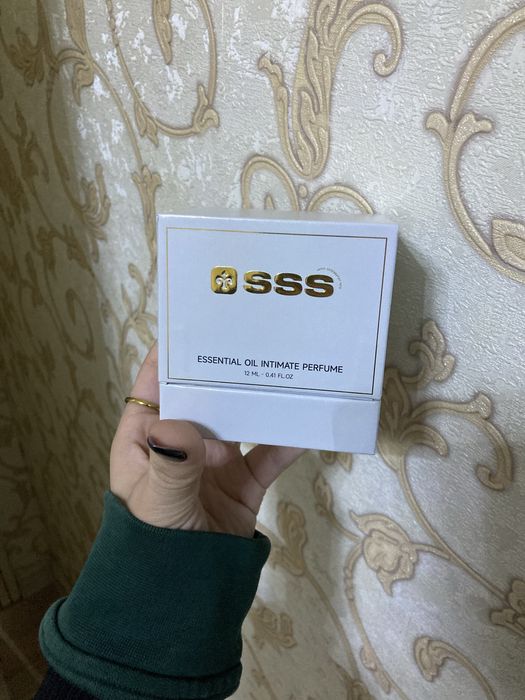 SSS
ESSENTIAL OIL INTIMATE PERFUME
12 ML - 0.41 FL.OZ